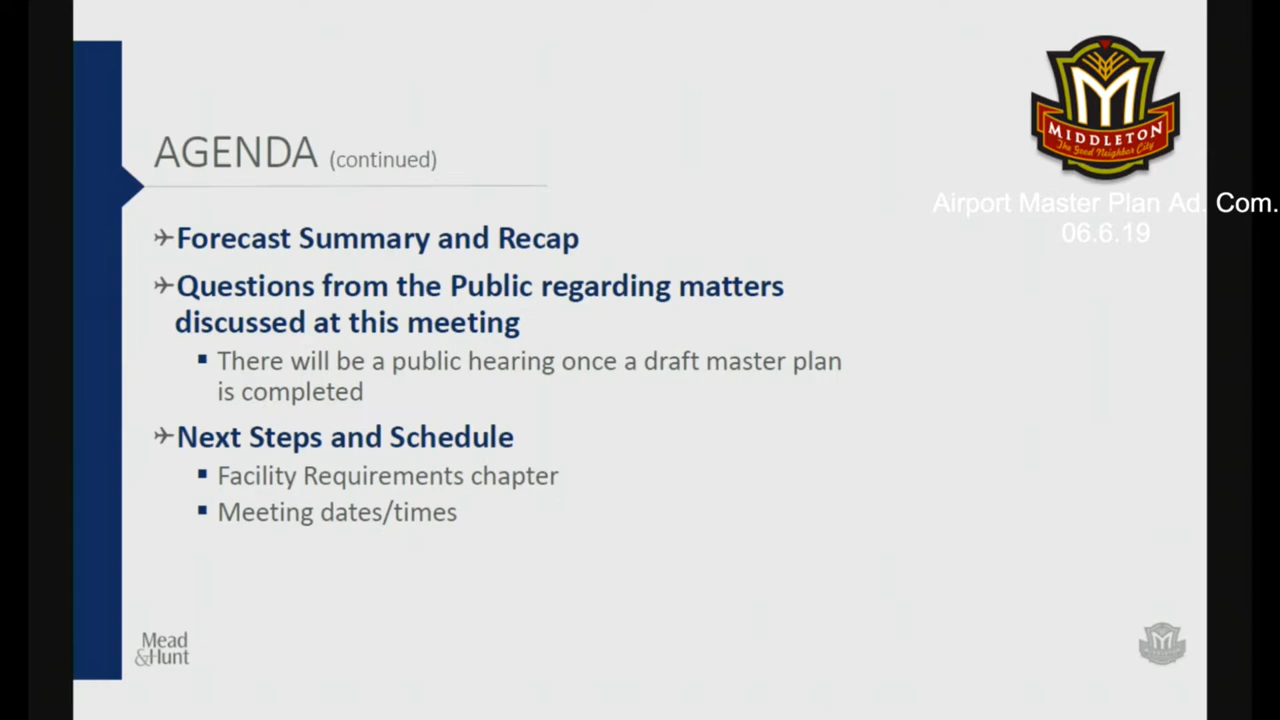 MIDDLETON
The Good Neighbor City
Airport Master Plan Ad. Com.
06.6.19
AGENDA (continued)
Forecast Summary and Recap
Questions from the Public regarding matters
discussed at this meeting
There will be a public hearing once a draft master plan
is completed
Next Steps and Schedule
Facility Requirements chapter
Meeting dates/times
Mead
&Hunt
MIDDLETON